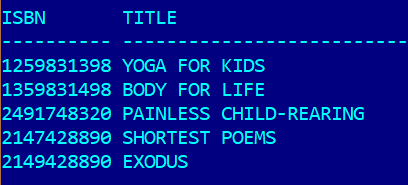 ISBN       TITLE
---------- --------------------------
1259831398 YOGA FOR KIDS
1359831498 BODY FOR LIFE
2491748320 PAINLESS CHILD-REARING
2147428890 SHORTEST POEMS
2149428890 EXODUS